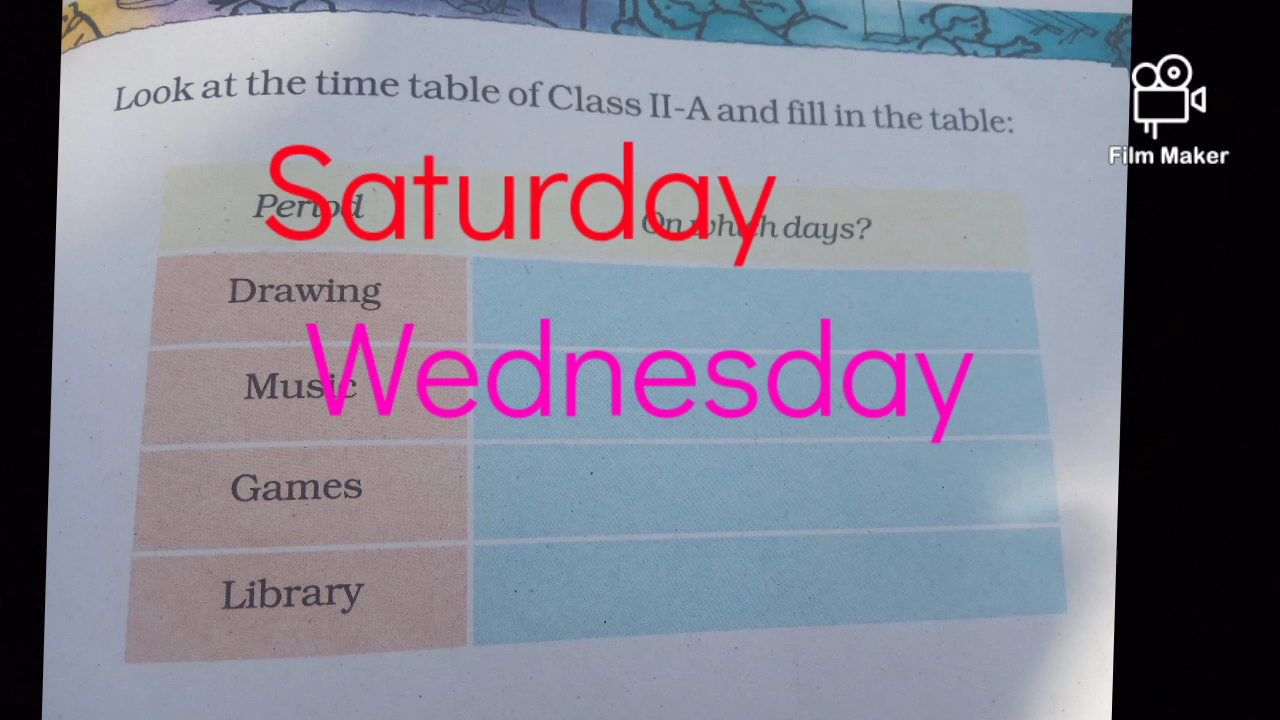 Look at the time table of Class II-A and fill in the table:
Film Maker
Saturday
Period
On which days?
Drawing
Wednesday
Music
Games
Library